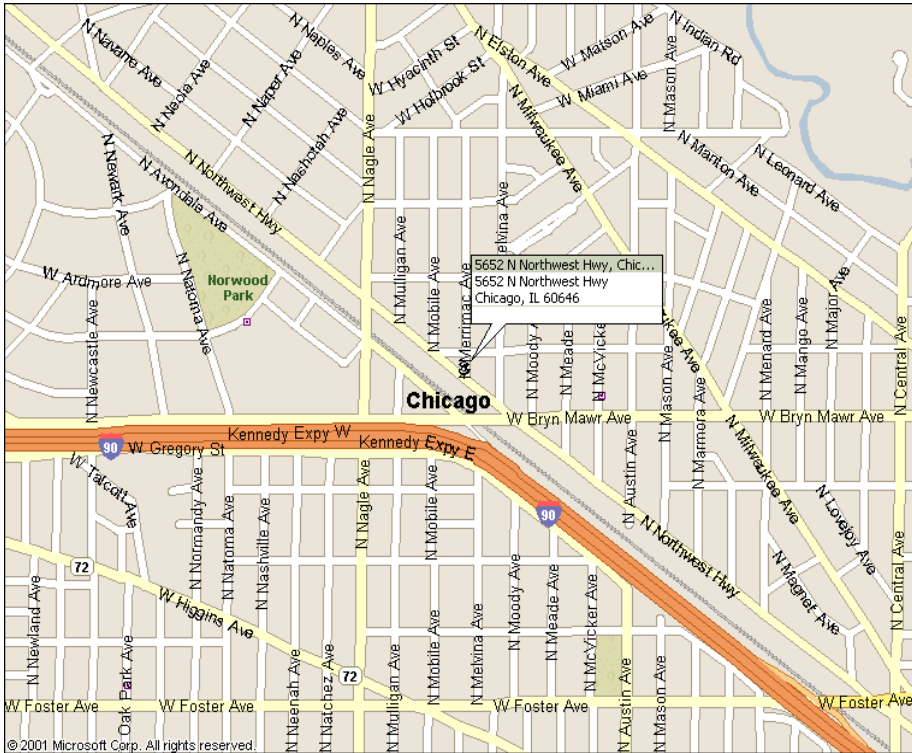 N Navarre Ave
N Neola Ave
N Naper Ave
N Naples Ave
W Hyacinth St
W Holbrook St
N Elston Ave
W Matson Ave
N Indian Rd
W Miami Ave
N Mason Ave
N Newark Ave
N Avondale Ave
N Northwest Hwy
N Nashotah Ave
N Nagle Ave
N Milwaukee Ave
N Manton Ave
N Leonard Ave
W Ardmore Ave
N Natoma Ave
Norwood
Park
N Mulligan Ave
N Mobile Ave
N Merrimac Ave
elvina Ave
5652 N Northwest Hwy, Chic...
5652 N Northwest Hwy
Chicago, IL 60646
N Newcastle Ave
N Moody Ave
N Meade Ave
N McVicker
ukee Ave
N Mason Ave
N Marmora Ave
N Menard Ave
N Mango Ave
N Major Ave
N Central Ave
Chicago
W Bryn Mawr Ave
W Bryn Mawr Ave
Kennedy Expy W
Kennedy Expy E
90
W Gregory St
W Talcott Ave
N Normandy Ave
N Natoma Ave
N Nashville Ave
N Nagle Ave
N Mobile Ave
90
N Austin Ave
N Northwest Hwy
N Milwaukee Ave
N Lovejoy Ave
N Magnet Ave
N Central Ave
72
W Higgins Ave
72
N Newland Ave
Oak Park Ave
N Neenah Ave
N Natchez Ave
N Mulligan Ave
N Mobile Ave
N Melvina Ave
N Moody Ave
N Meade Ave
N McVicker Ave
N Austin Ave
N Mason Ave
W Foster Ave
W Foster Ave
W Foster Ave
© 2001 Microsoft Corp. All rights reserved.